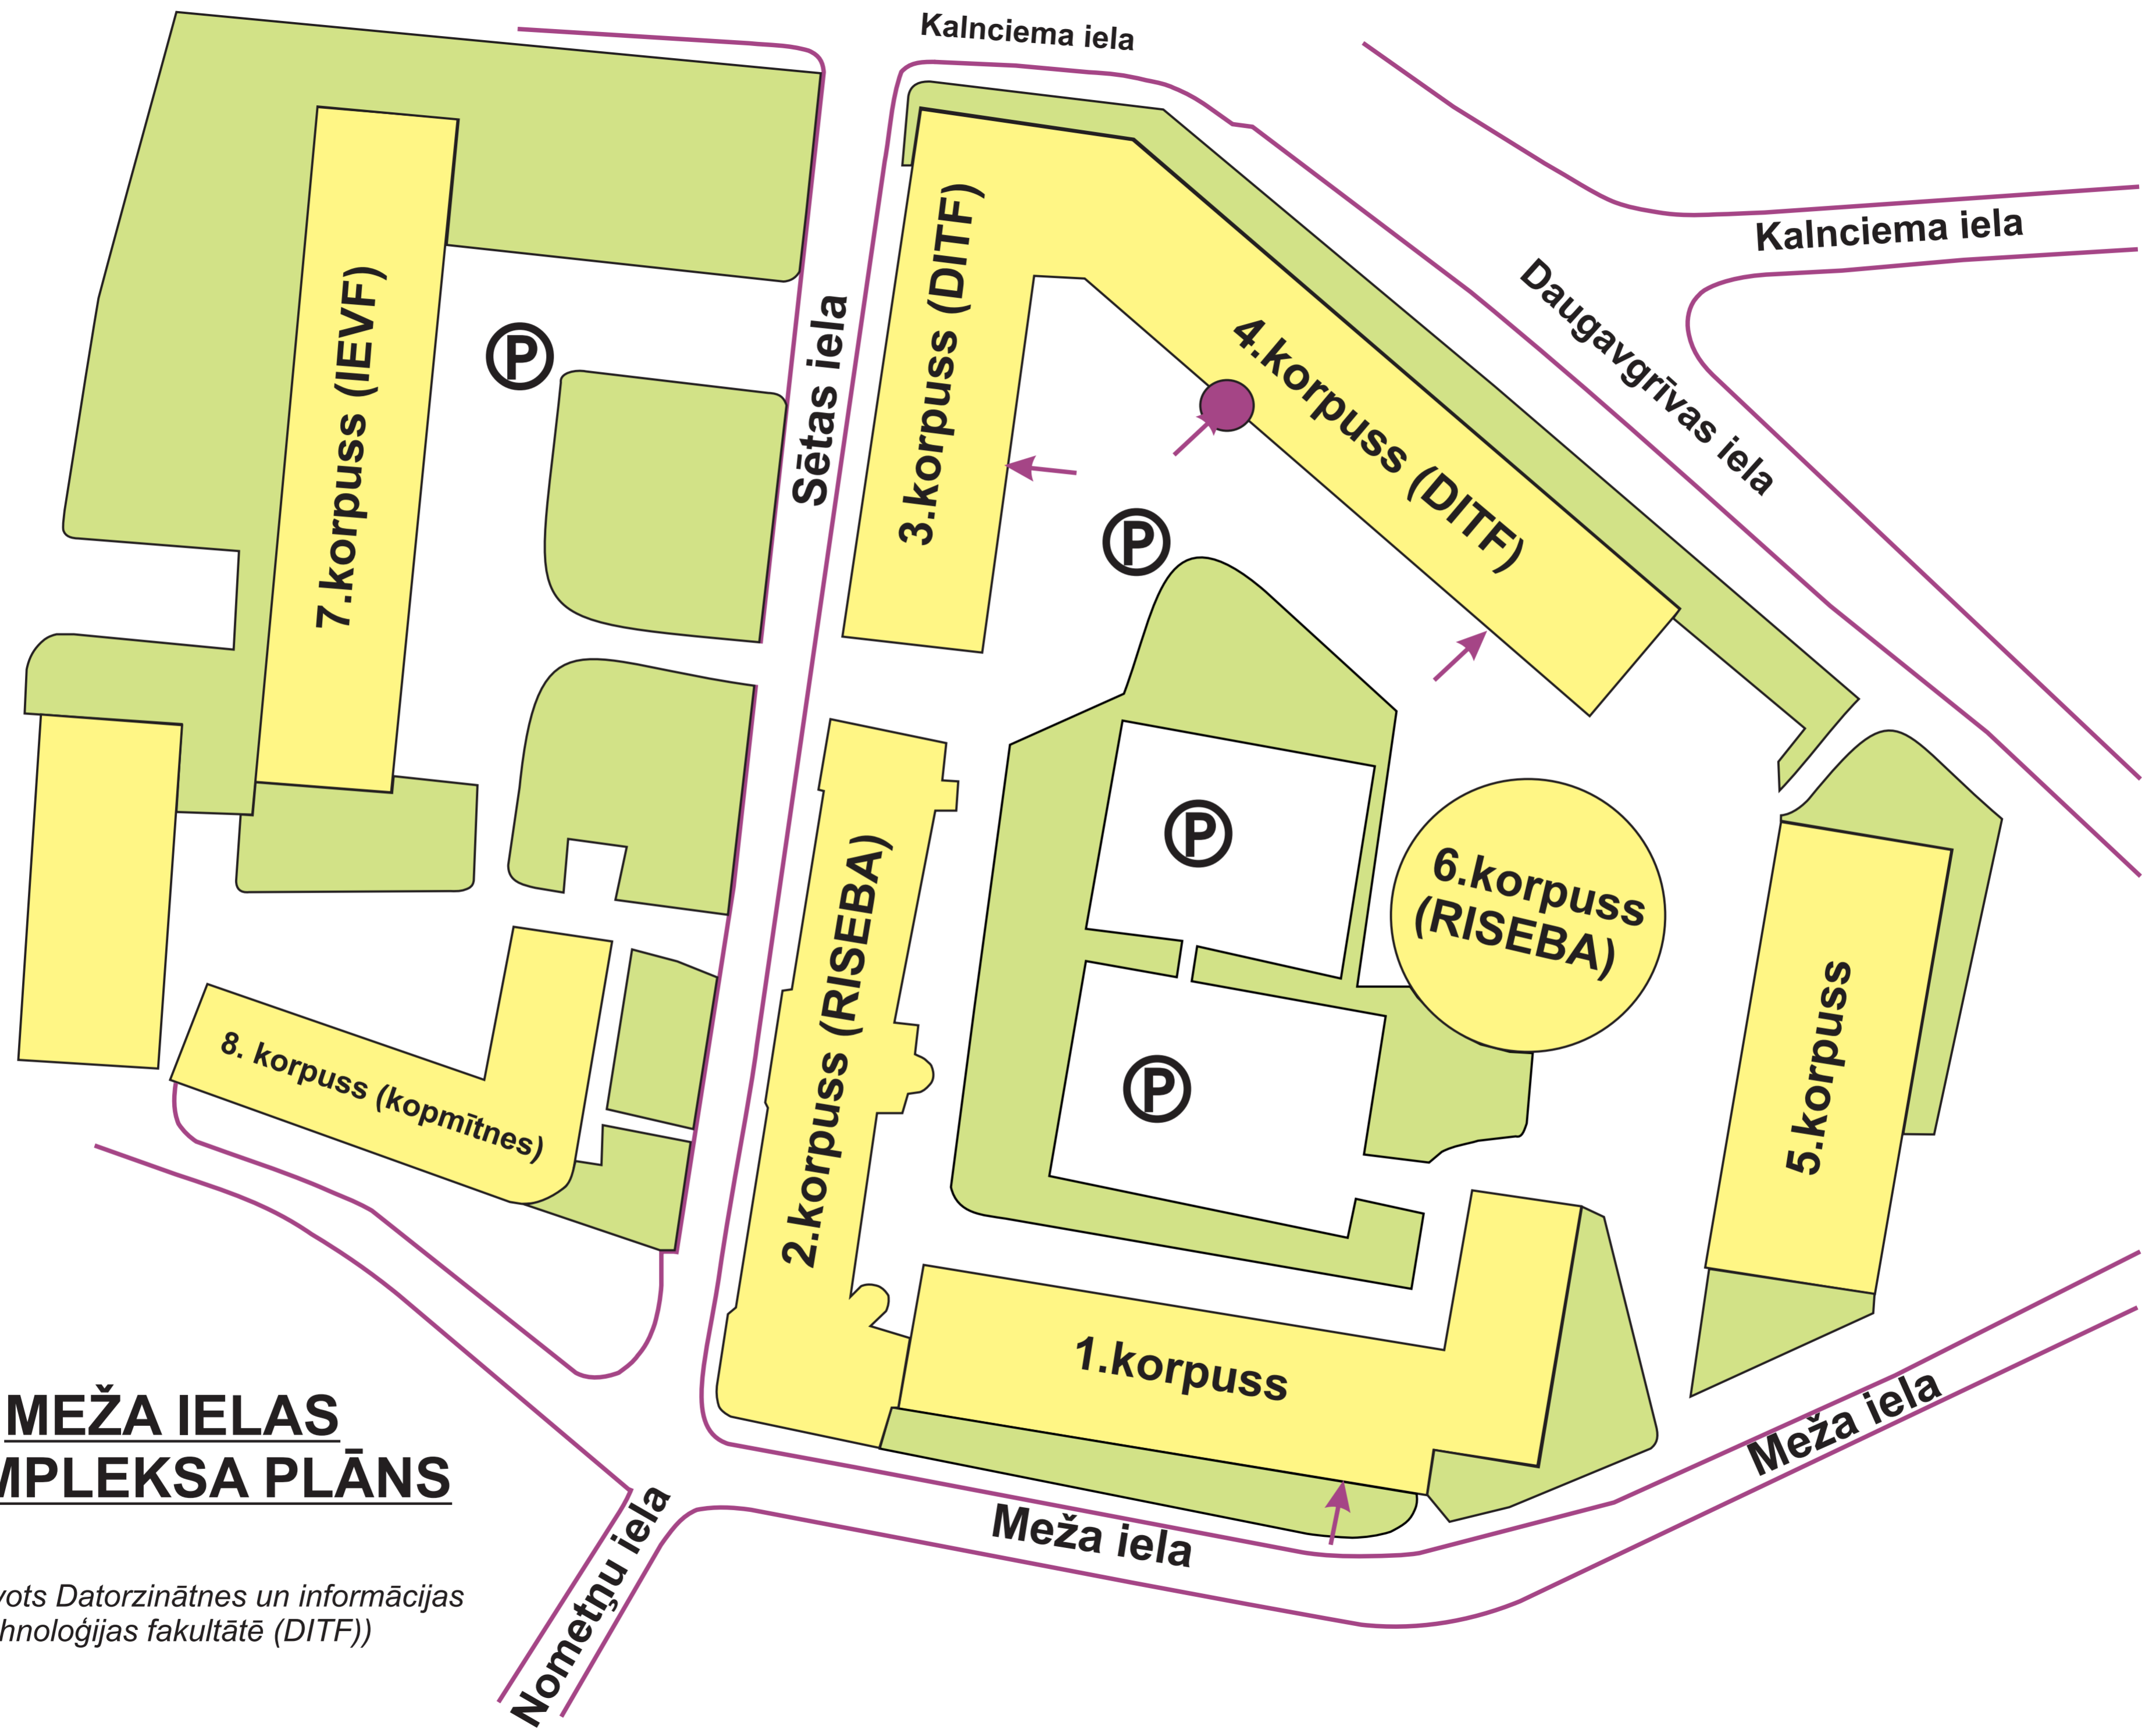 Kalnciema iela
Kalnciema iela
Daugavgrīvas iela
Sētas iela
7.korpuss (IEVF)
P
3.korpuss (DITF)
4.korpuss (DITF)
P
P
6.korpuss
(RISEBA)
2.korpuss (RISEBA)
5.korpuss
8. korpuss (kopmītnes)
P
1.korpuss
MEŽA IELAS
MPLEKSA PLĀNS
Meža iela
Meža iela
Nometņu iela
vots Datorzinātnes un informācijas
hnoloģijas fakultātē (DITF))